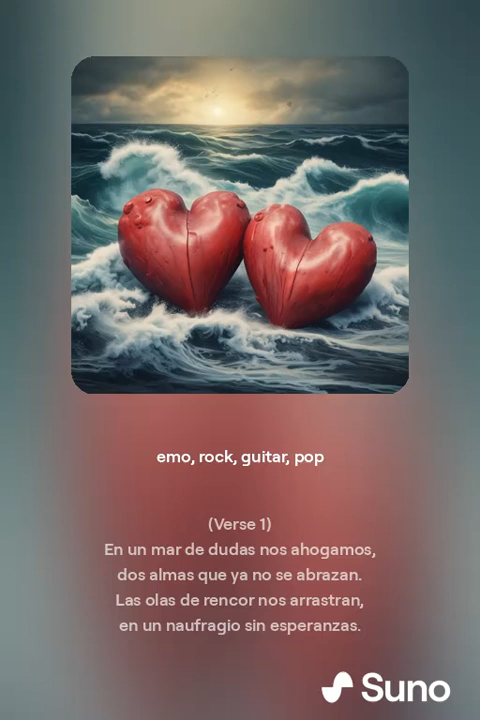 emo, rock, guitar, pop
(Verse 1)
En un mar de dudas nos ahogamos,
dos almas que ya no se abrazan.
Las olas de rencor nos arrastran,
en un naufragio sin esperanzas.
Suno